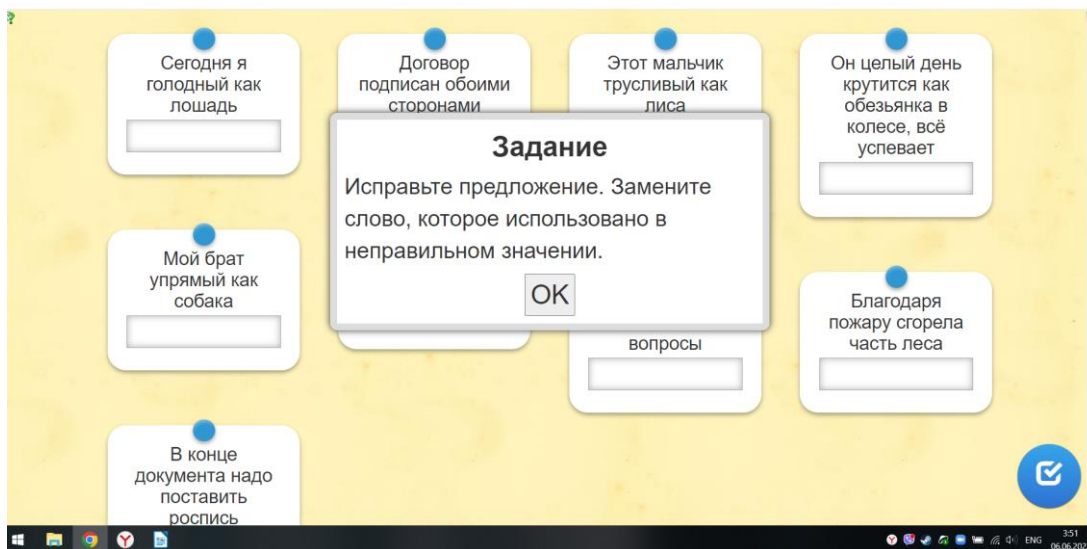 Сегодня я
голодный как
лошадь
Договор
подписан обоими
сторонами
Этот мальчик
трусливый как
лиса
Он целый день
крутится как
обезьянка в
колесе, всё
успевает
Задание
Исправьте предложение. Замените
слово, которое использовано в
неправильном значении.
OK
Мой брат
упрямый как
собака
вопросы
Благодаря
пожару сгорела
часть леса
В конце
документа надо
поставить
роспись
ENG
3:51